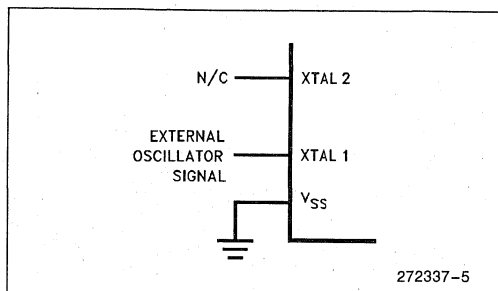 N/C XTAL 2
EXTERNAL
OSCILLATOR XTAL 1
SIGNAL
VSS
272337-5